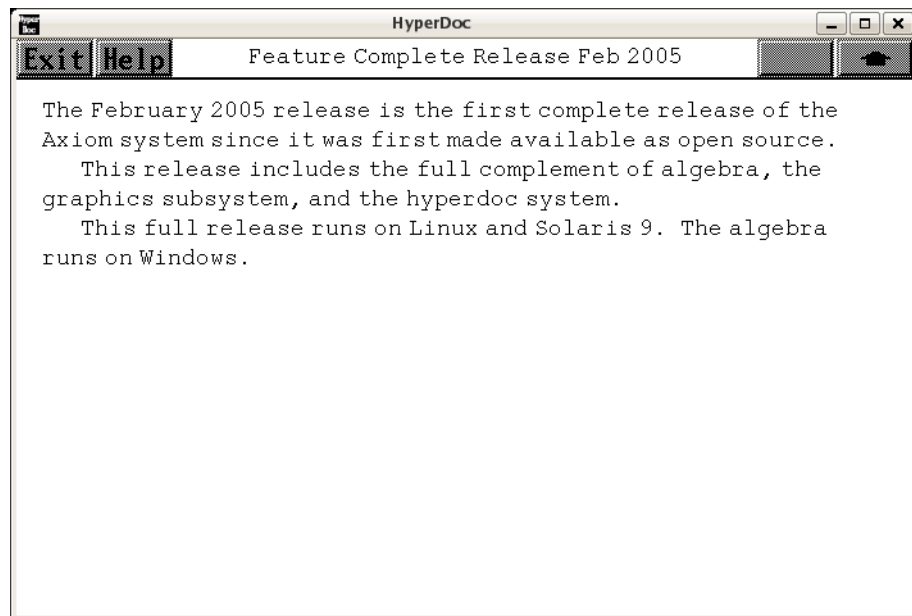 Hyper
Doc
HyperDoc
Exit Help Feature Complete Release Feb 2005
The February 2005 release is the first complete release of the
Axiom system since it was first made available as open source.
This release includes the full complement of algebra, the
graphics subsystem, and the hyperdoc system.
This full release runs on Linux and Solaris 9. The algebra
runs on Windows.